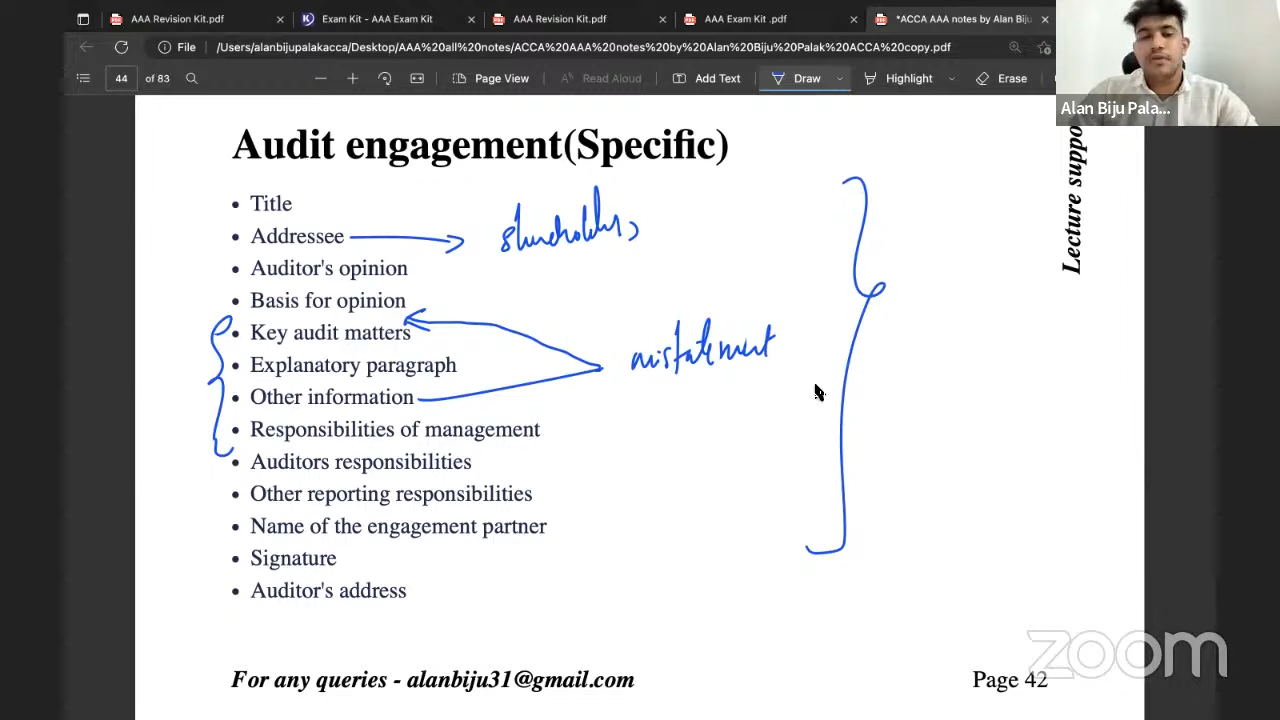 AAA Revision Kit.pdf
Exam Kit - AAA Exam Kit
AAA Revision Kit.pdf
AAA Exam Kit .pdf
*ACCA AAA notes by Alan Biju
File
/Users/alanbijupalakacca/Desktop/AAA%20all%20notes/ACCA%20AAA%20notes%20by%20Alan%20Biju%20Palak%20ACCA%20copy.pdf
44 of 83
Page View
Read Aloud
Add Text
Draw
Highlight
Erase
Alan Biju Pala...
Audit engagement(Specific)
Lecture suppo
• Title
• Addressee
shareholders
• Auditor's opinion
• Basis for opinion
• Key audit matters
misstatement
• Explanatory paragraph
• Other information
• Responsibilities of management
• Auditors responsibilities
• Other reporting responsibilities
• Name of the engagement partner
• Signature
• Auditor's address
zoom
For any queries - alanbiju31@gmail.com
Page 42